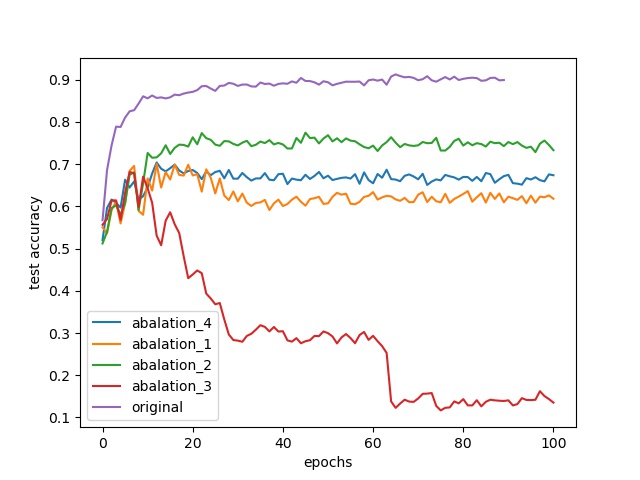 0.9
0.8
0.7
0.6
0.5
0.4
0.3
0.2
0.1
test accuracy
abalation_4
abalation_1
abalation_2
abalation_3
original
0 20 40 60 80 100
epochs